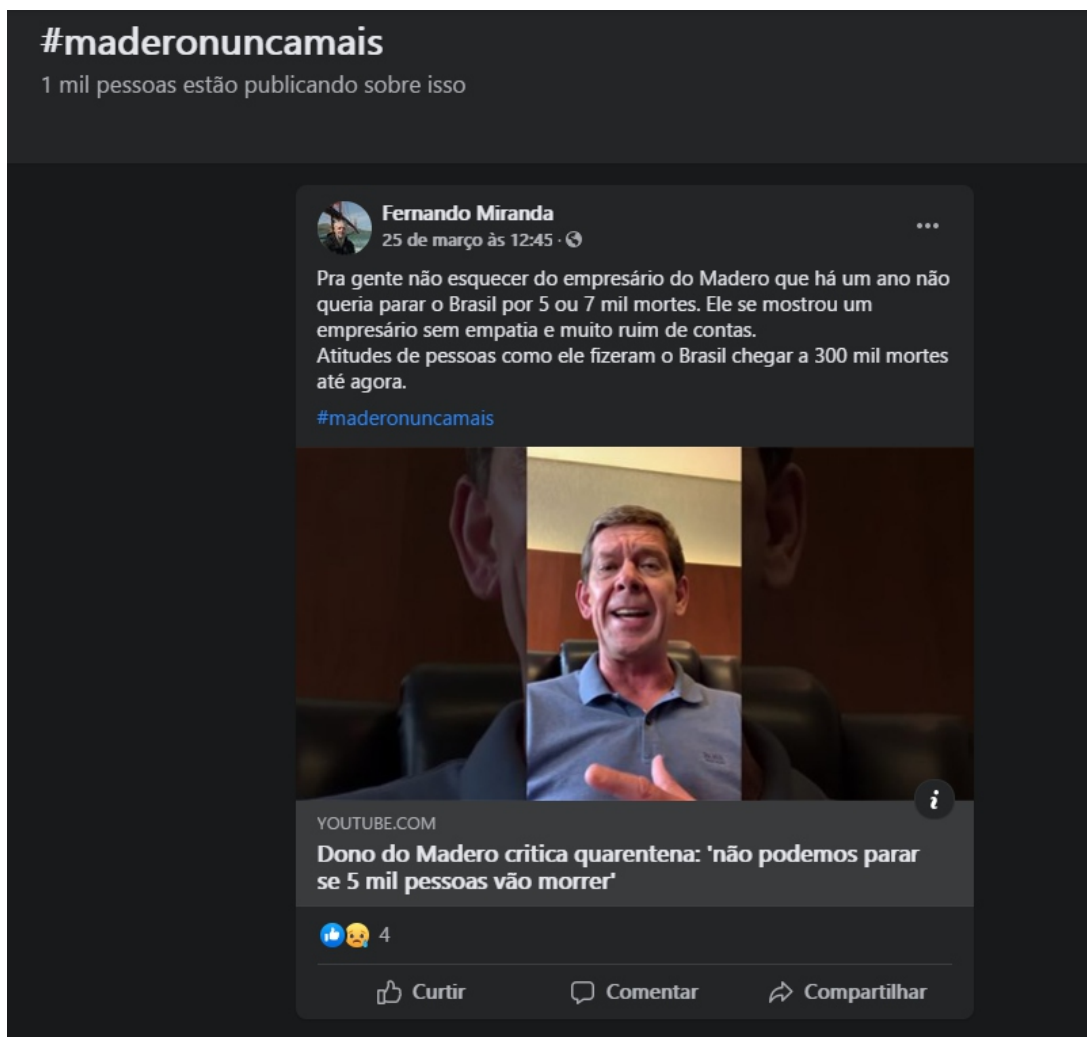 #maderonuncamais
1 mil pessoas estão publicando sobre isso
Fernando Miranda
25 de março às 12:45 ·
Pra gente não esquecer do empresário do Madero que há um ano não
queria parar o Brasil por 5 ou 7 mil mortes. Ele se mostrou um
empresário sem empatia e muito ruim de contas.
Atitudes de pessoas como ele fizeram o Brasil chegar a 300 mil mortes
até agora.
#maderonuncamais
YOUTUBE.COM
Dono do Madero critica quarentena: 'não podemos parar
se 5 mil pessoas vão morrer'
4
Curtir
Comentar
Compartilhar